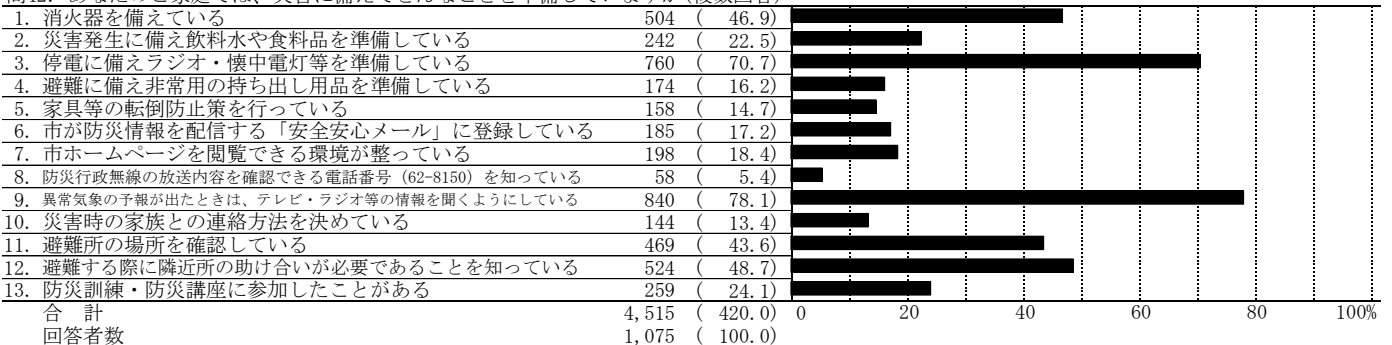 1. 消火器を備えている 504 ( 46.9)
2. 災害発生に備え飲料水や食料品を準備している 242 ( 22.5)
3. 停電に備えラジオ・懐中電灯等を準備している 760 ( 70.7)
4. 避難に備え非常用の持ち出し用品を準備している 174 ( 16.2)
5. 家具等の転倒防止策を行っている 158 ( 14.7)
6. 市が防災情報を配信する「安全安心メール」に登録している 185 ( 17.2)
7. 市ホームページを閲覧できる環境が整っている 198 ( 18.4)
8. 防災行政無線の放送内容を確認できる電話番号（62-8150）を知っている 58 ( 5.4)
9. 異常気象の予報が出たときは、テレビ・ラジオ等の情報を聞くようにしている 840 ( 78.1)
10. 災害時の家族との連絡方法を決めている 144 ( 13.4)
11. 避難所の場所を確認している 469 ( 43.6)
12. 避難する際に隣近所の助け合いが必要であることを知っている 524 ( 48.7)
13. 防災訓練・防災講座に参加したことがある 259 ( 24.1)
合 計 4,515 ( 420.0) 0 20 40 60 80 100%
回答者数 1,075 ( 100.0)